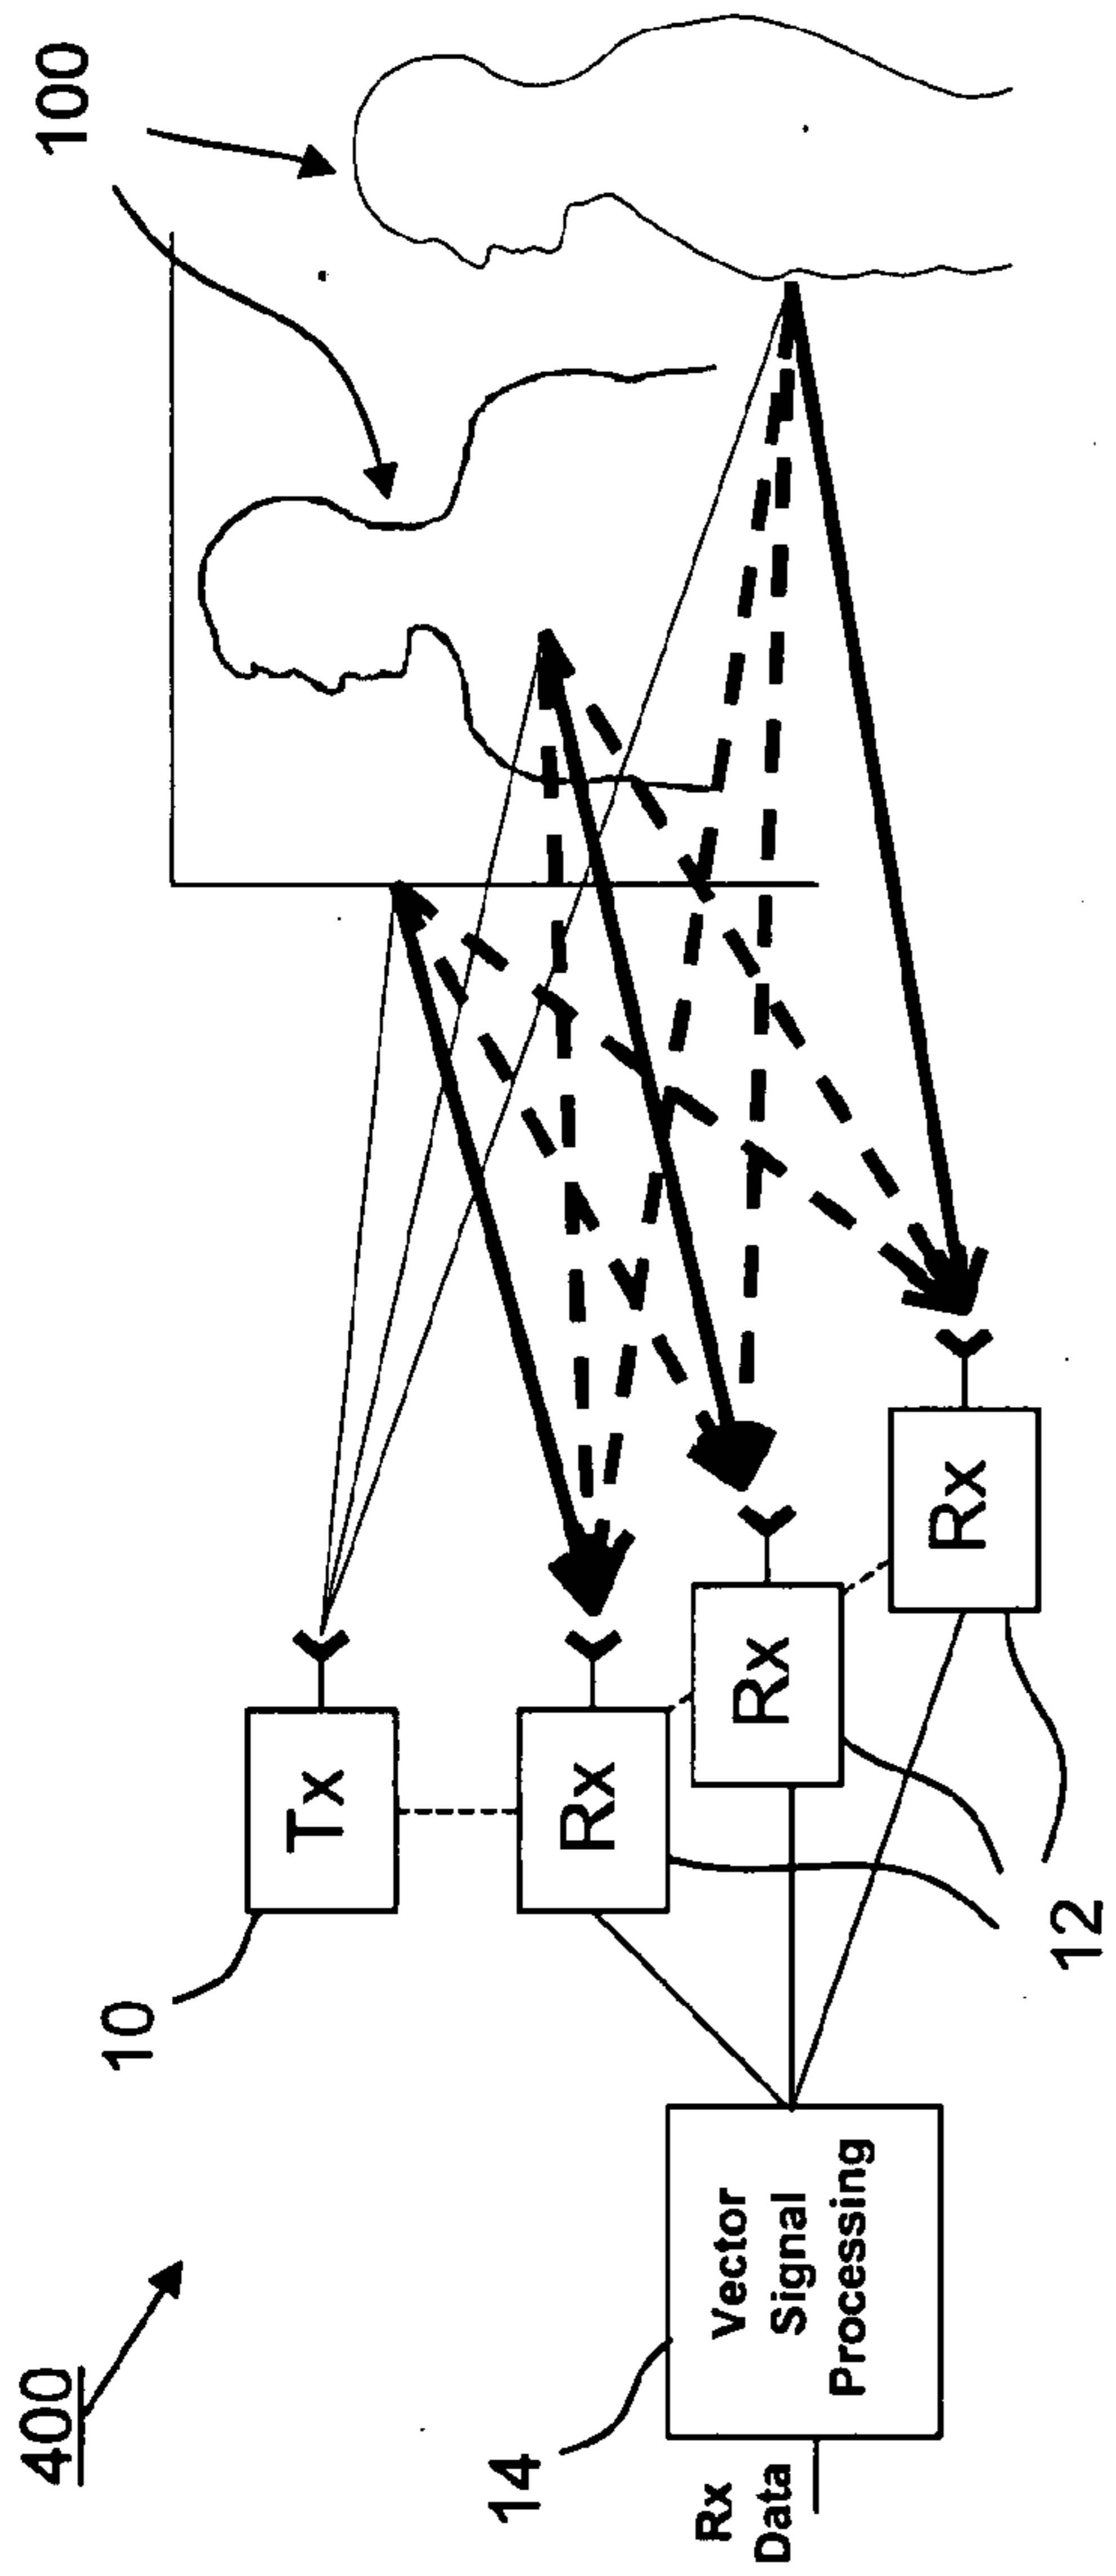 400
100
10
Tx
Rx
Rx
Rx
12
14
Vector
Signal
Processing
Rx
Data